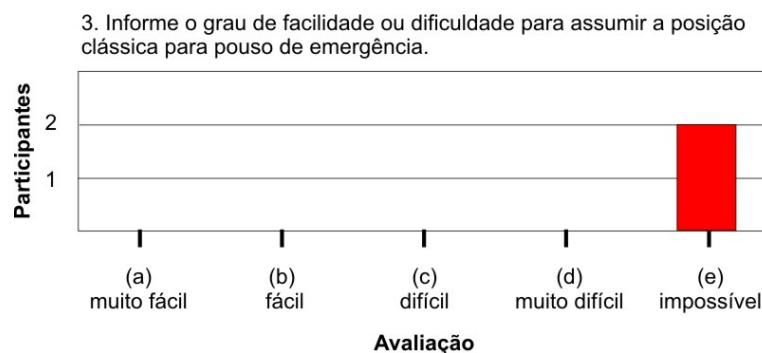 3. Informe o grau de facilidade ou dificuldade para assumir a posição
clássica para pouso de emergência.
Participantes
2
1
(a)
muito fácil
(b)
fácil
(c)
difícil
(d)
muito difícil
(e)
impossível
Avaliação